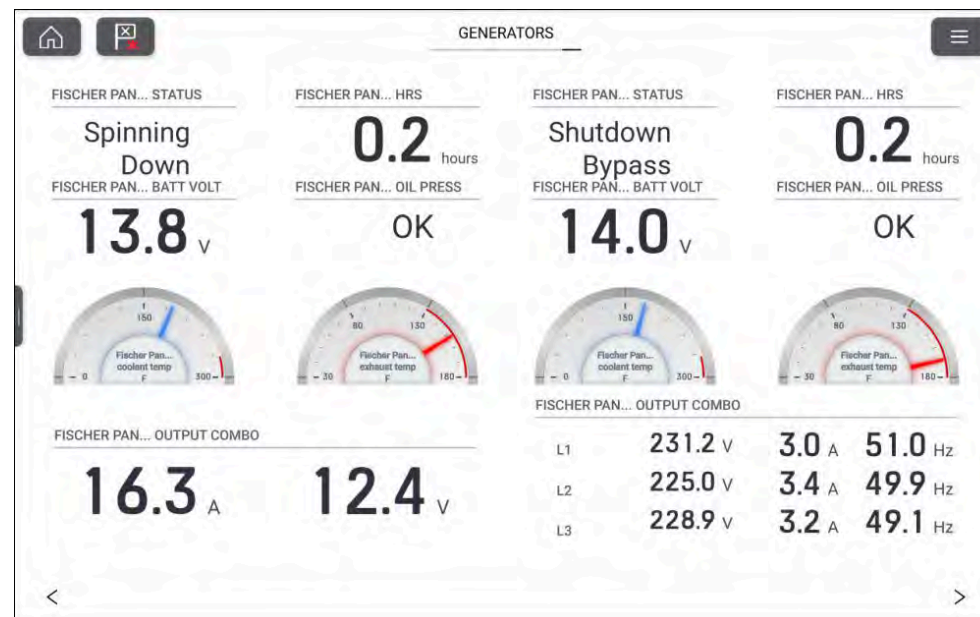 GENERATORS
FISCHER PAN... STATUS
FISCHER PAN... HRS
FISCHER PAN... STATUS
FISCHER PAN... HRS
Spinning
Down
0.2 hours
Shutdown
Bypass
0.2 hours
FISCHER PAN... BATT VOLT
FISCHER PAN... OIL PRESS
FISCHER PAN... BATT VOLT
FISCHER PAN... OIL PRESS
13.8 V
OK
14.0 V
OK
150
0
300
Fischer Pan...
coolent temp
F
80
130
30
180
Fischer Pan...
exhaust temp
F
150
0
300
Fischer Pan...
coolent temp
F
80
130
30
180
Fischer Pan...
exhaust temp
F
FISCHER PAN... OUTPUT COMBO
16.3 A 12.4 V
FISCHER PAN... OUTPUT COMBO
L1 231.2 V 3.0 A 51.0 Hz
L2 225.0 V 3.4 A 49.9 Hz
L3 228.9 V 3.2 A 49.1 Hz